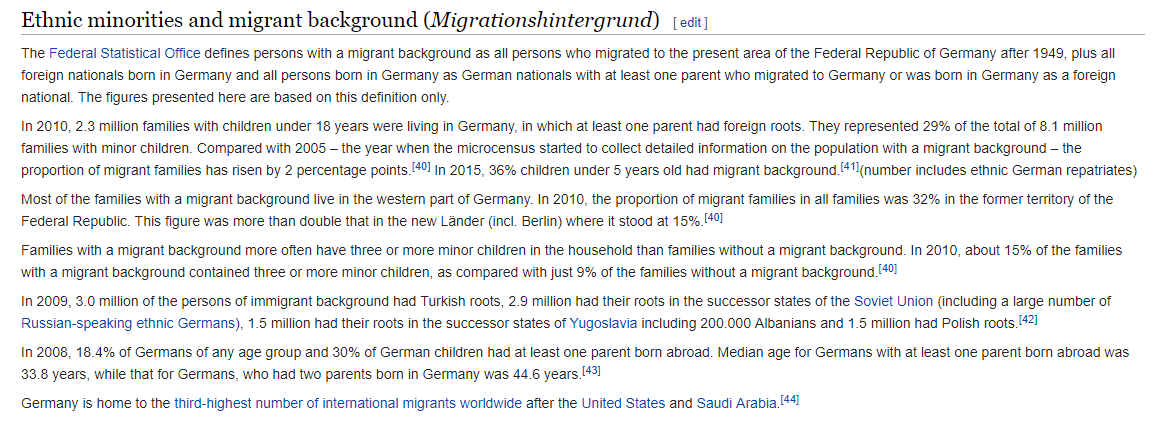 Ethnic minorities and migrant background (Migrationshintergrund) [ edit ]
The Federal Statistical Office defines persons with a migrant background as all persons who migrated to the present area of the Federal Republic of Germany after 1949, plus all
foreign nationals born in Germany and all persons born in Germany as German nationals with at least one parent who migrated to Germany or was born in Germany as a foreign
national. The figures presented here are based on this definition only.
In 2010, 2.3 million families with children under 18 years were living in Germany, in which at least one parent had foreign roots. They represented 29% of the total of 8.1 million
families with minor children. Compared with 2005 – the year when the microcensus started to collect detailed information on the population with a migrant background – the
proportion of migrant families has risen by 2 percentage points.[40] In 2015, 36% children under 5 years old had migrant background.[41](number includes ethnic German repatriates)
Most of the families with a migrant background live in the western part of Germany. In 2010, the proportion of migrant families in all families was 32% in the former territory of the
Federal Republic. This figure was more than double that in the new Länder (incl. Berlin) where it stood at 15%.[40]
Families with a migrant background more often have three or more minor children in the household than families without a migrant background. In 2010, about 15% of the families
with a migrant background contained three or more minor children, as compared with just 9% of the families without a migrant background.[40]
In 2009, 3.0 million of the persons of immigrant background had Turkish roots, 2.9 million had their roots in the successor states of the Soviet Union (including a large number of
Russian-speaking ethnic Germans), 1.5 million had their roots in the successor states of Yugoslavia including 200.000 Albanians and 1.5 million had Polish roots.[42]
In 2008, 18.4% of Germans of any age group and 30% of German children had at least one parent born abroad. Median age for Germans with at least one parent born abroad was
33.8 years, while that for Germans, who had two parents born in Germany was 44.6 years.[43]
Germany is home to the third-highest number of international migrants worldwide after the United States and Saudi Arabia.[44]